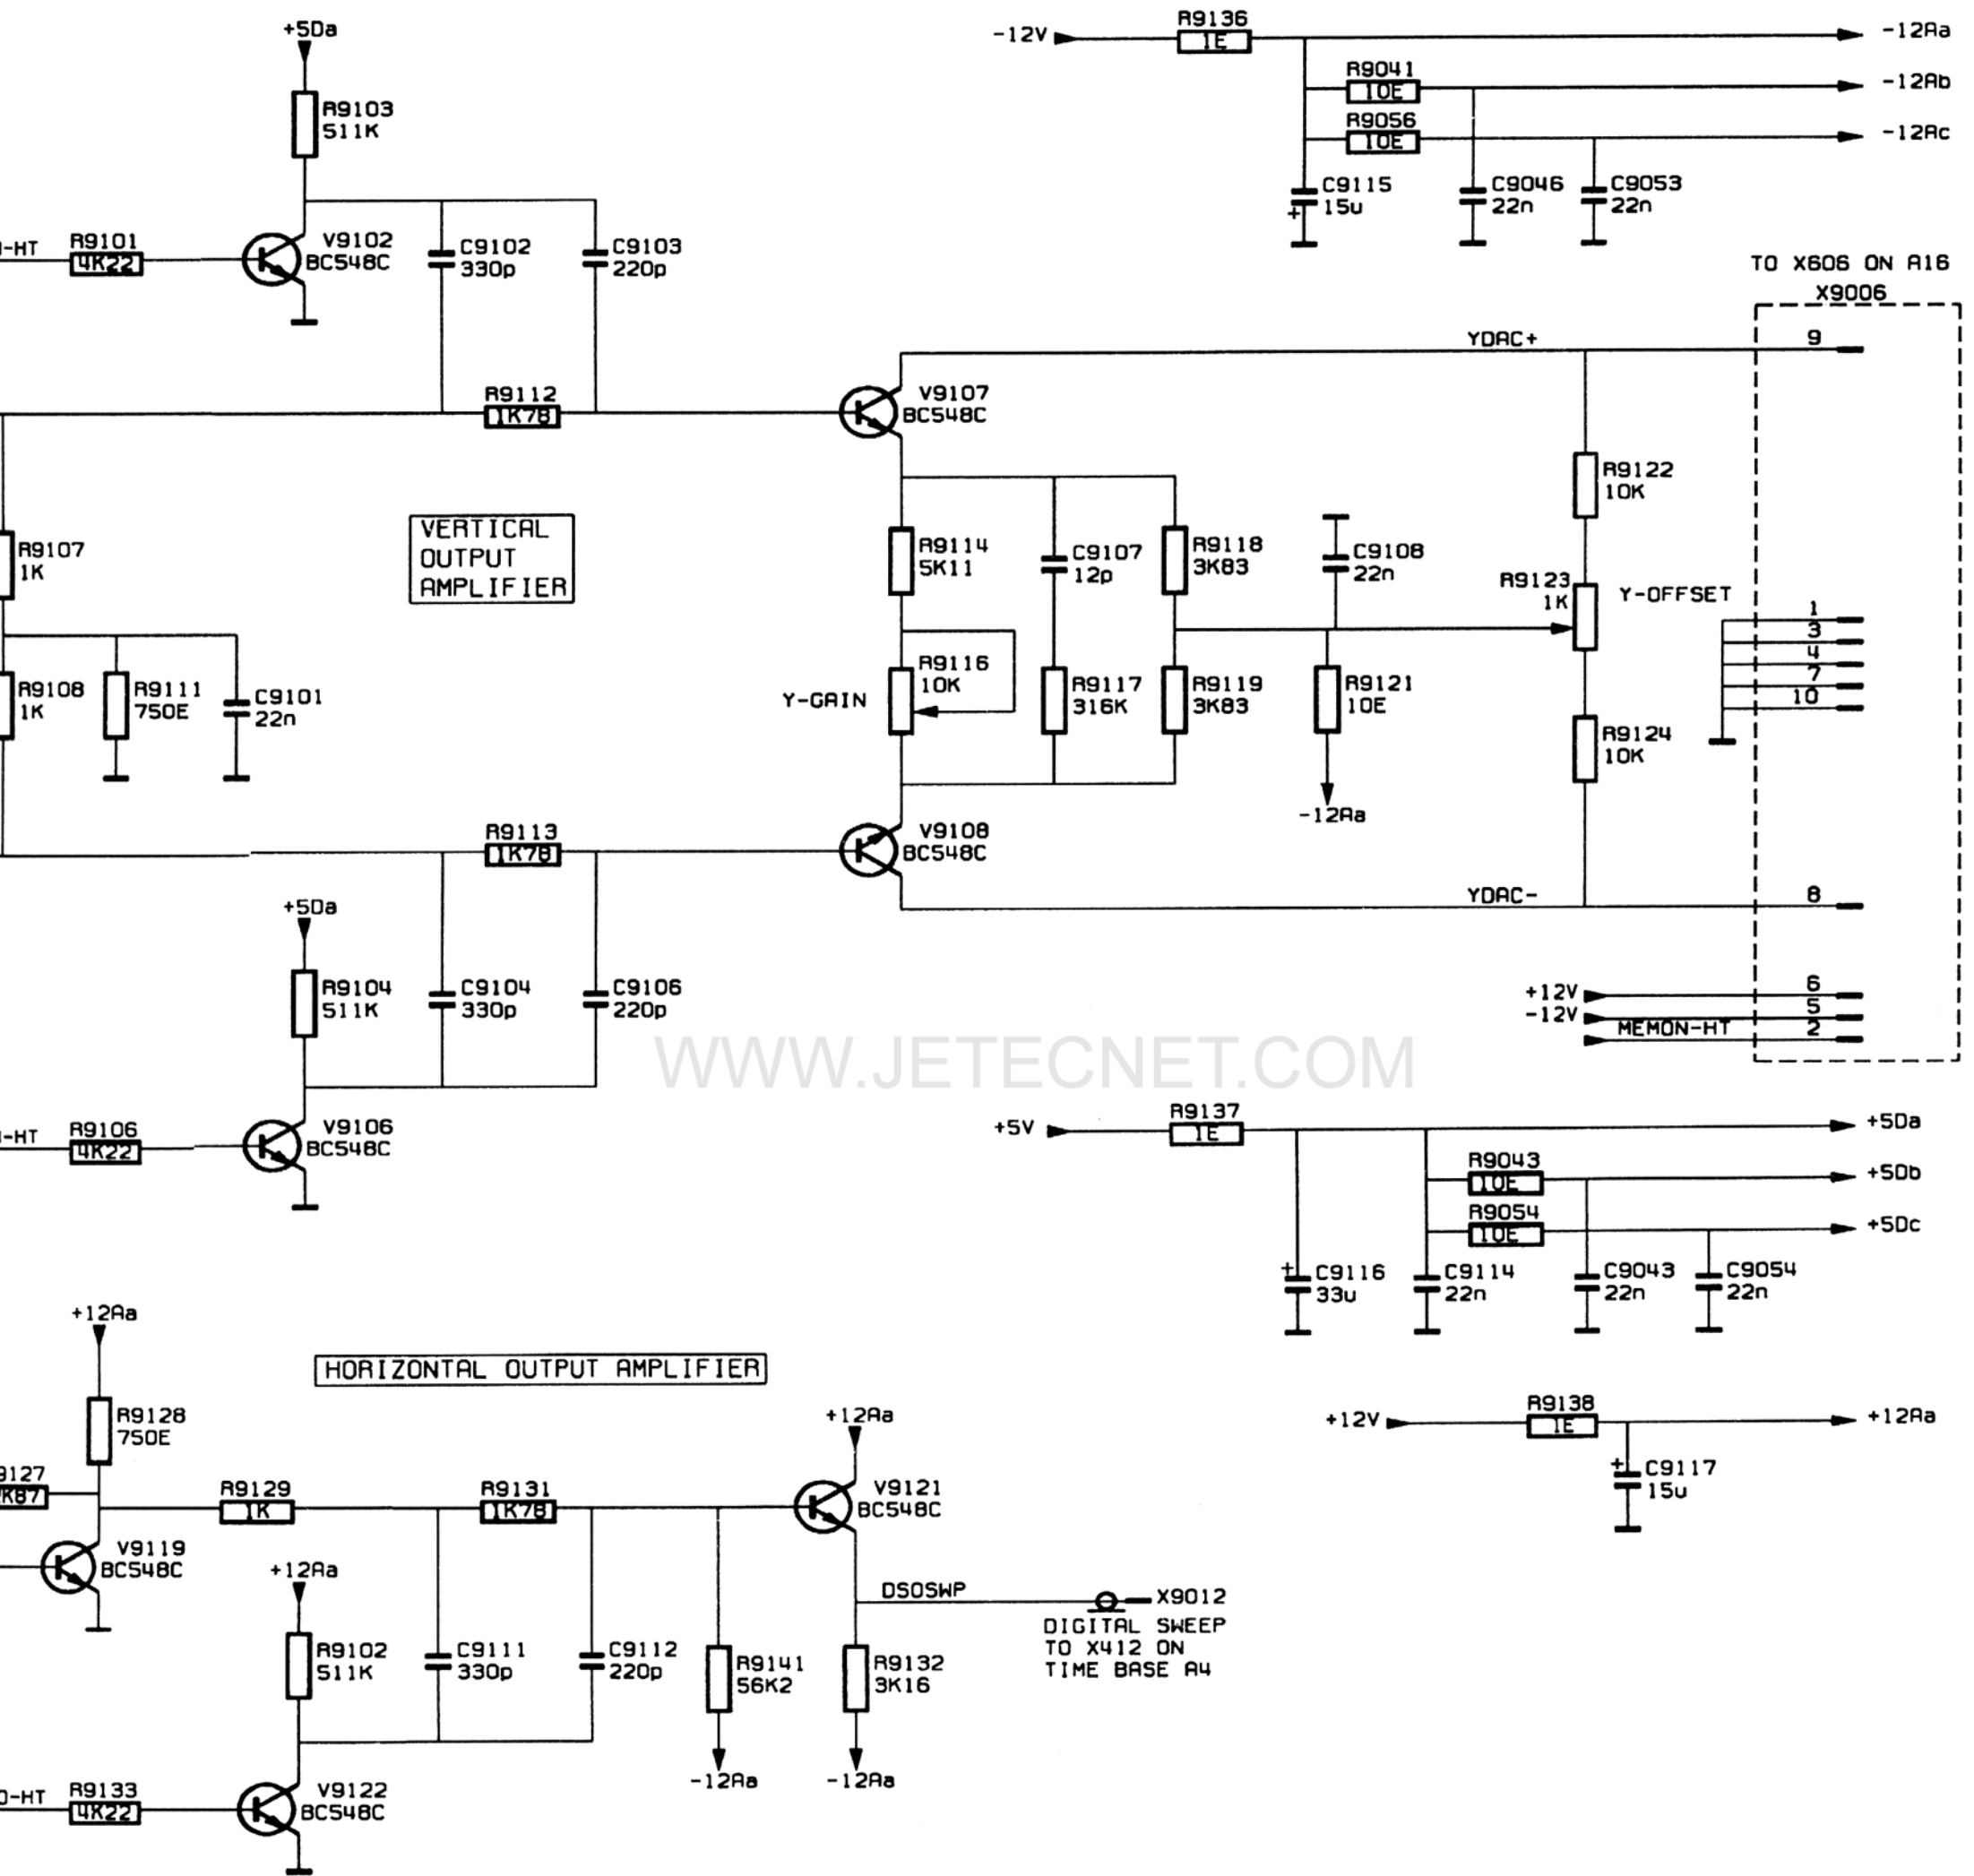 +5Da
R9136
-12V
1E
-12Aa
R9041
10E
-12Ab
R9056
10E
-12Ac
R9103
511K
C9115
15u
+
C9046
22n
C9053
22n
-HT
R9101
4K22
V9102
BC548C
C9102
330p
C9103
220p
TO X606 ON A16
X9006
YDAC+
9
R9112
1K78
V9107
BC548C
R9122
10K
VERTICAL
OUTPUT
AMPLIFIER
R9107
1K
R9114
5K11
C9107
12p
R9118
3K83
C9108
22n
R9123
1K
Y-OFFSET
1
3
4
7
10
R9108
1K
R9111
750E
C9101
22n
Y-GAIN
R9116
10K
R9117
316K
R9119
3K83
R9121
10E
R9124
10K
-12Aa
R9113
1K78
V9108
BC548C
YDAC-
8
+5Da
R9104
511K
C9104
330p
C9106
220p
+12V
6
-12V
5
MEMON-HT
2
WWW.JETECNET.COM
-HT
R9106
4K22
V9106
BC548C
+5V
R9137
1E
+5Da
R9043
10E
+5Db
R9054
10E
+5Dc
+
C9116
33u
C9114
22n
C9043
22n
C9054
22n
+12Aa
HORIZONTAL OUTPUT AMPLIFIER
R9128
750E
+12Aa
+12V
R9138
1E
+12Aa
+
C9117
15u
9127
K87
R9129
1K
R9131
1K78
V9121
BC548C
V9119
BC548C
+12Aa
DSOSWP
X9012
DIGITAL SWEEP
TO X412 ON
TIME BASE A4
R9102
511K
C9111
330p
C9112
220p
R9141
56K2
R9132
3K16
-12Aa
-12Aa
-HT
R9133
4K22
V9122
BC548C